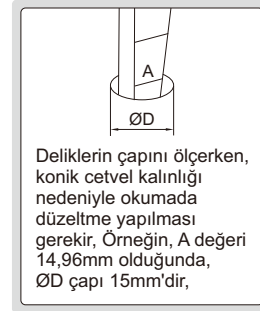 A
ØD
Deliklerin çapını ölçerken,
konik cetvel kalınlığı
nedeniyle okumada
düzeltme yapılması
gerekir, Örneğin, A değeri
14,96mm olduğunda,
ØD çapı 15mm'dir,